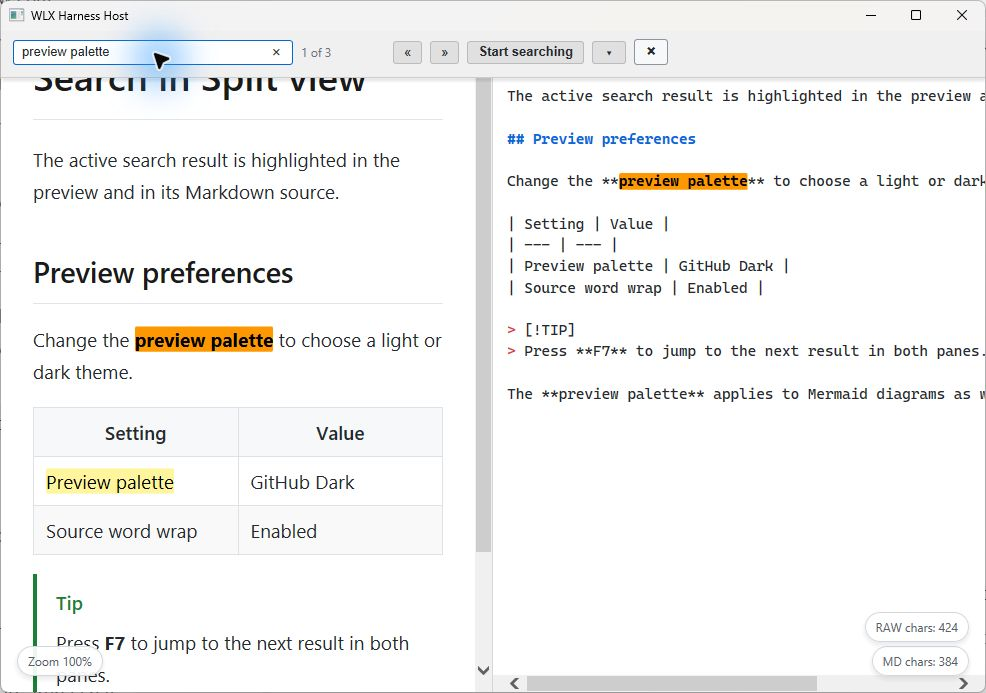 WLX Harness Host
preview palette
1 of 3
« » Start searching
Search in Split View
The active search result is highlighted in the
preview and in its Markdown source.
Preview preferences
Change the preview palette to choose a light or
dark theme.
Setting Value
Preview palette GitHub Dark
Source word wrap Enabled
Tip
Press F7 to jump to the next result in both
panes.
Zoom 100%
The active search result is highlighted in the preview
## Preview preferences
Change the **preview palette** to choose a light or dark
| Setting | Value |
| --- | --- |
| Preview palette | GitHub Dark |
| Source word wrap | Enabled |
> [!TIP]
> Press **F7** to jump to the next result in both panes.
The **preview palette** applies to Mermaid diagrams as
RAW chars: 424
MD chars: 384